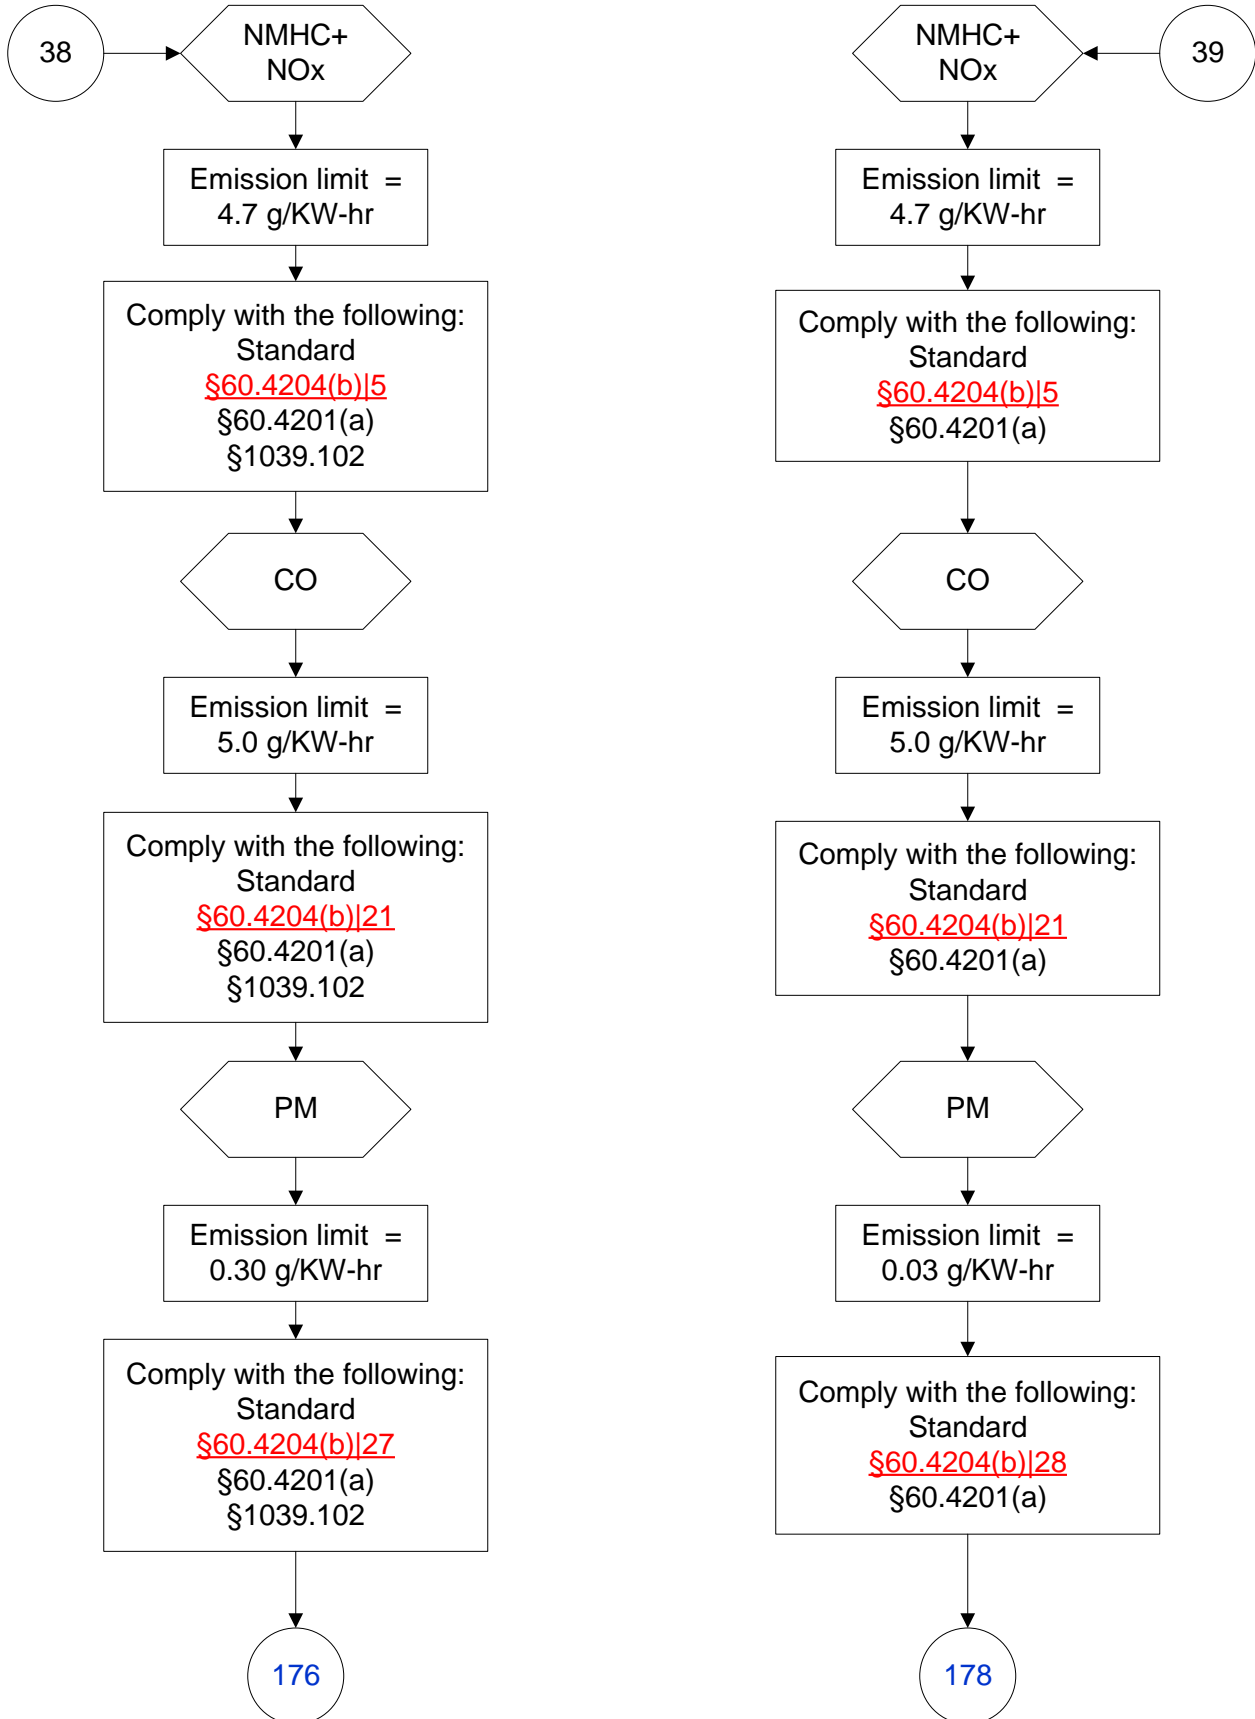 38
NMHC+
NOx
Emission limit  =
4.7 g/KW-hr
Comply with the following:
Standard
§60.4204(b)|5
§60.4201(a)
§1039.102
CO
Emission limit  =
5.0 g/KW-hr
Comply with the following:
Standard
§60.4204(b)|21
§60.4201(a)
§1039.102
PM
Emission limit  =
0.30 g/KW-hr
Comply with the following:
Standard
§60.4204(b)|27
§60.4201(a)
§1039.102
176
NMHC+
NOx
39
Emission limit  =
4.7 g/KW-hr
Comply with the following:
Standard
§60.4204(b)|5
§60.4201(a)
CO
Emission limit  =
5.0 g/KW-hr
Comply with the following:
Standard
§60.4204(b)|21
§60.4201(a)
PM
Emission limit  =
0.03 g/KW-hr
Comply with the following:
Standard
§60.4204(b)|28
§60.4201(a)
178